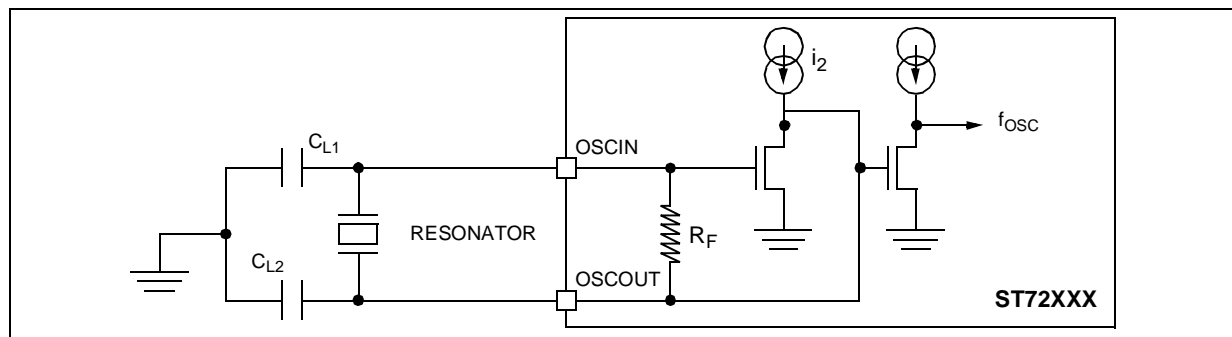 i2
fOSC
CL1
OSCIN
RESONATOR
RF
CL2
OSCOUT
ST72XXX